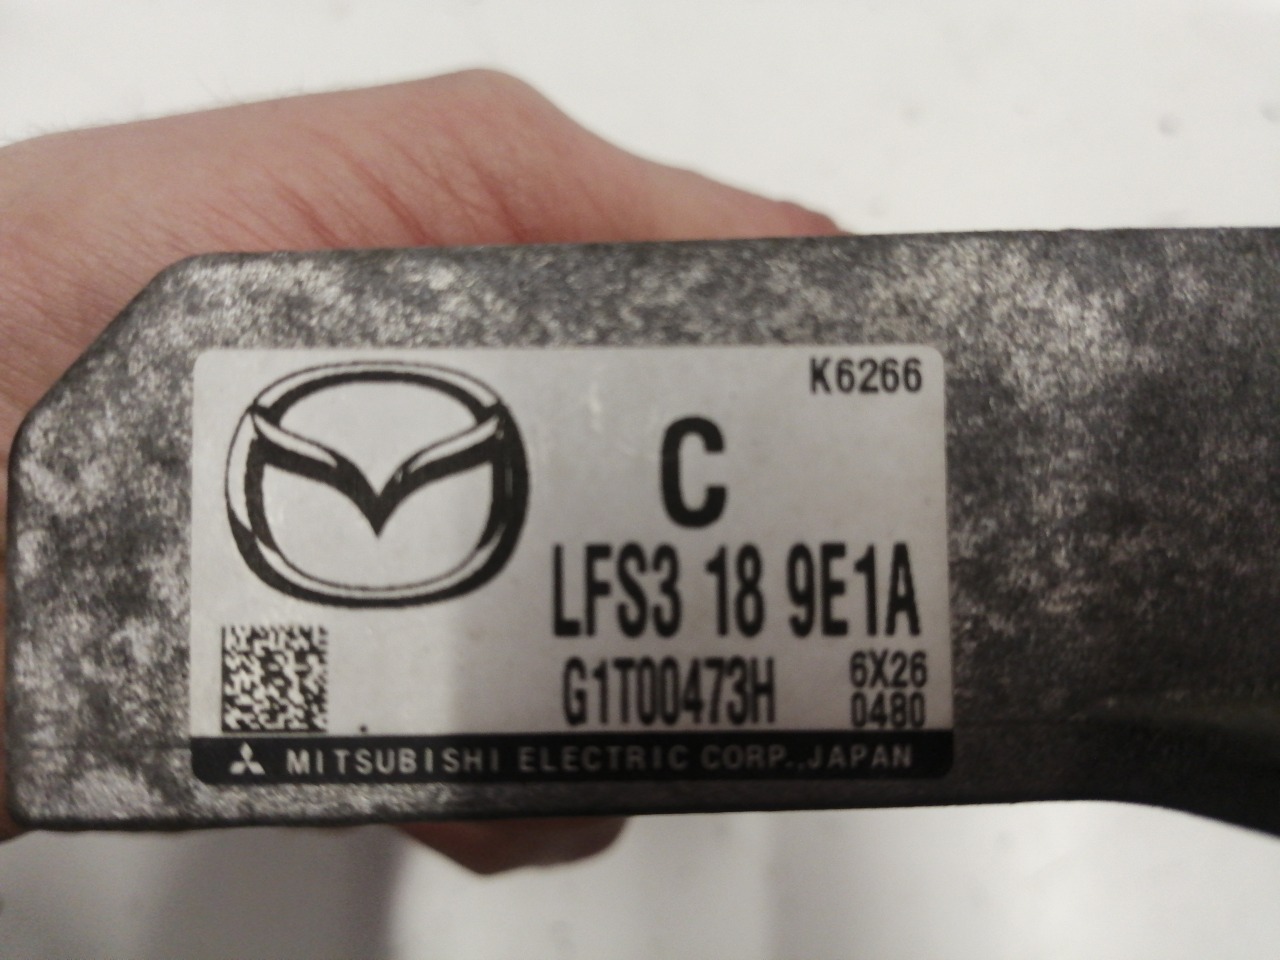 K6266
C
LFS3 18 9E1A
G1T00473H
6X26
0480
MITSUBISHI ELECTRIC CORP., JAPAN